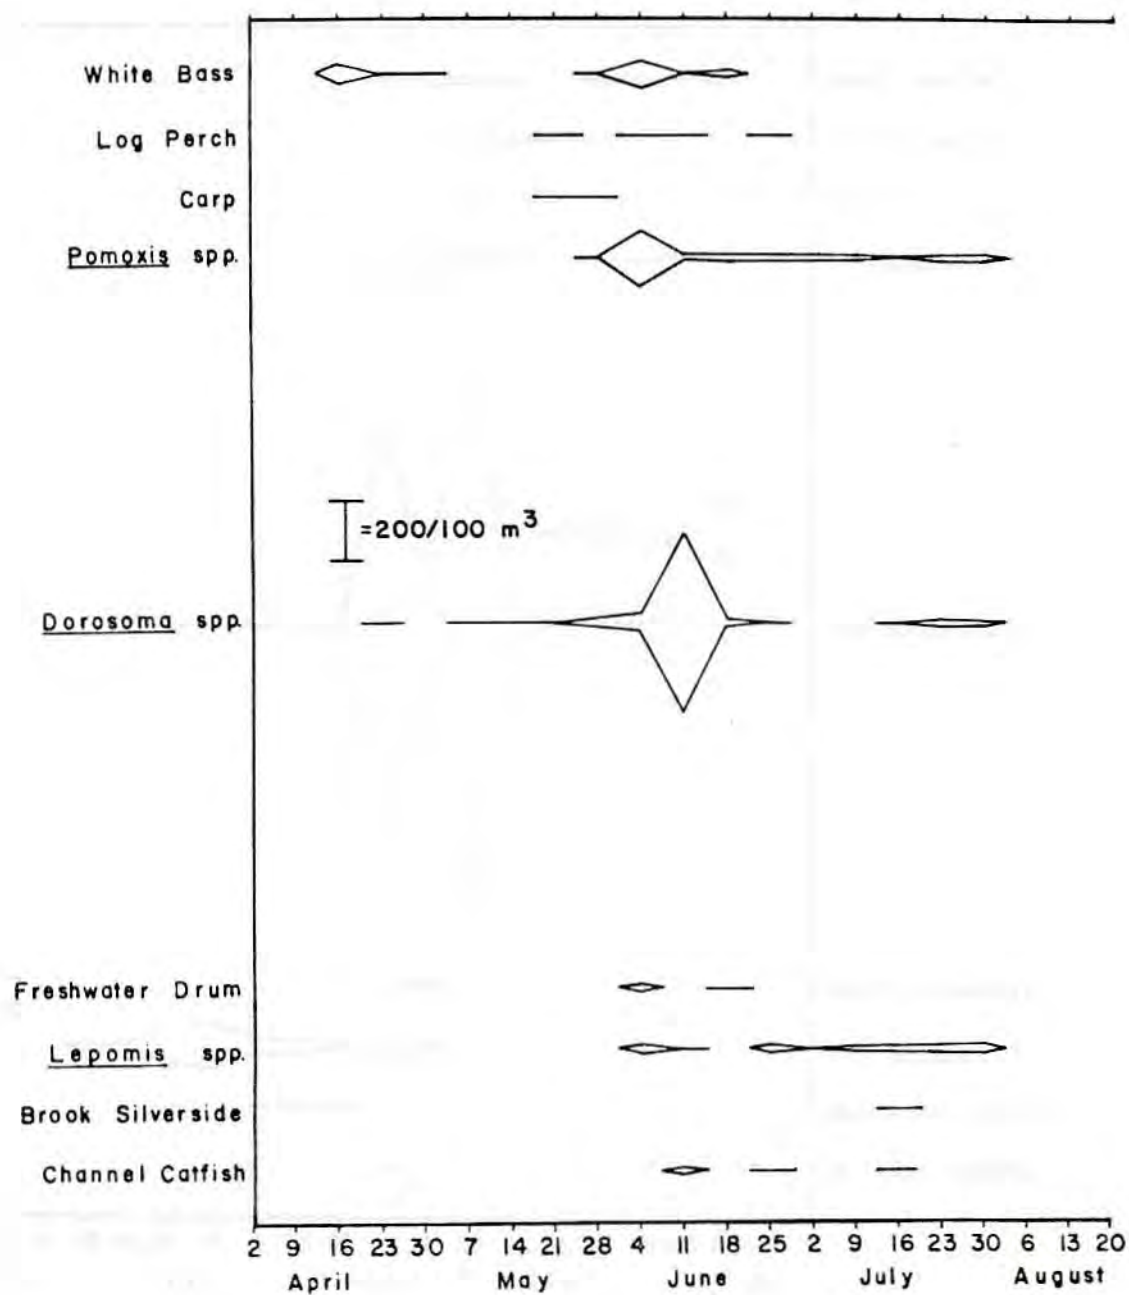 White Bass
Log Perch
Carp
Pomoxis spp.
=200/100 m³
Dorosoma spp.
Freshwater Drum
Lepomis spp.
Brook Silverside
Channel Catfish
2 9 16 23 30 7 14 21 28 4 11 18 25 2 9 16 23 30 6 13 20
April May June July August